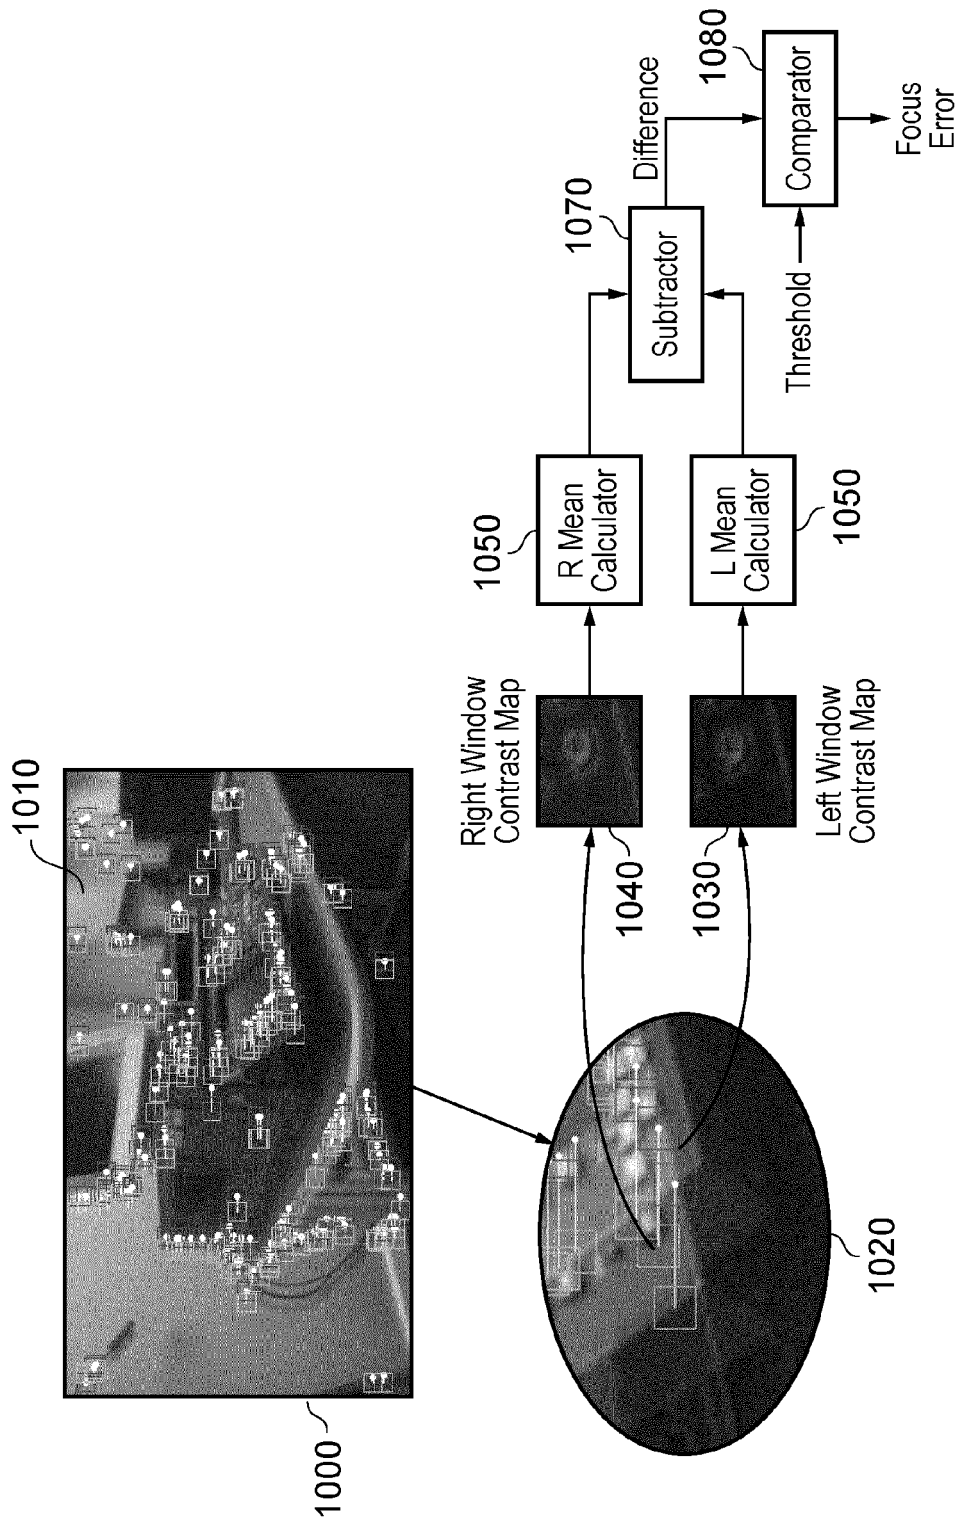 1000
1010
1020
Right Window
Contrast Map
1040
1030
Left Window
Contrast Map
1050
R Mean
Calculator
L Mean
Calculator
1050
1070
Subtractor
Difference
Threshold
1080
Comparator
Focus
Error